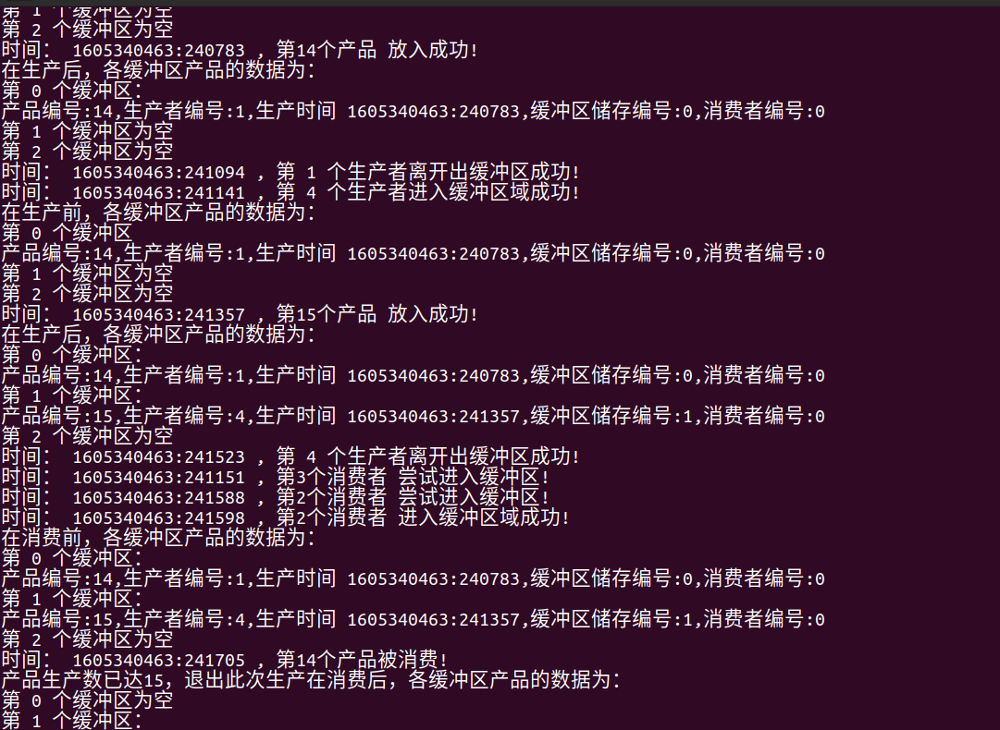 第 1 个缓冲区为空
第 2 个缓冲区为空
时间: 1605340463:240783 , 第14个产品 放入成功!
在生产后，各缓冲区产品的数据为:
第 0 个缓冲区:
产品编号:14,生产者编号:1,生产时间 1605340463:240783,缓冲区储存编号:0,消费者编号:0
第 1 个缓冲区为空
第 2 个缓冲区为空
时间: 1605340463:241094 , 第 1 个生产者离开出缓冲区成功!
时间: 1605340463:241141 , 第 4 个生产者进入缓冲区域成功!
在生产前，各缓冲区产品的数据为:
第 0 个缓冲区
产品编号:14,生产者编号:1,生产时间 1605340463:240783,缓冲区储存编号:0,消费者编号:0
第 1 个缓冲区为空
第 2 个缓冲区为空
时间: 1605340463:241357 , 第15个产品 放入成功!
在生产后，各缓冲区产品的数据为:
第 0 个缓冲区:
产品编号:14,生产者编号:1,生产时间 1605340463:240783,缓冲区储存编号:0,消费者编号:0
第 1 个缓冲区:
产品编号:15,生产者编号:4,生产时间 1605340463:241357,缓冲区储存编号:1,消费者编号:0
第 2 个缓冲区为空
时间: 1605340463:241523 , 第 4 个生产者离开出缓冲区成功!
时间: 1605340463:241151 , 第3个消费者 尝试进入缓冲区!
时间: 1605340463:241588 , 第2个消费者 尝试进入缓冲区!
时间: 1605340463:241598 , 第2个消费者 进入缓冲区域成功!
在消费前，各缓冲区产品的数据为:
第 0 个缓冲区:
产品编号:14,生产者编号:1,生产时间 1605340463:240783,缓冲区储存编号:0,消费者编号:0
第 1 个缓冲区:
产品编号:15,生产者编号:4,生产时间 1605340463:241357,缓冲区储存编号:1,消费者编号:0
第 2 个缓冲区为空
时间: 1605340463:241705 , 第14个产品被消费!
产品生产数已达15，退出此次生产在消费后，各缓冲区产品的数据为:
第 0 个缓冲区为空
第 1 个缓冲区: